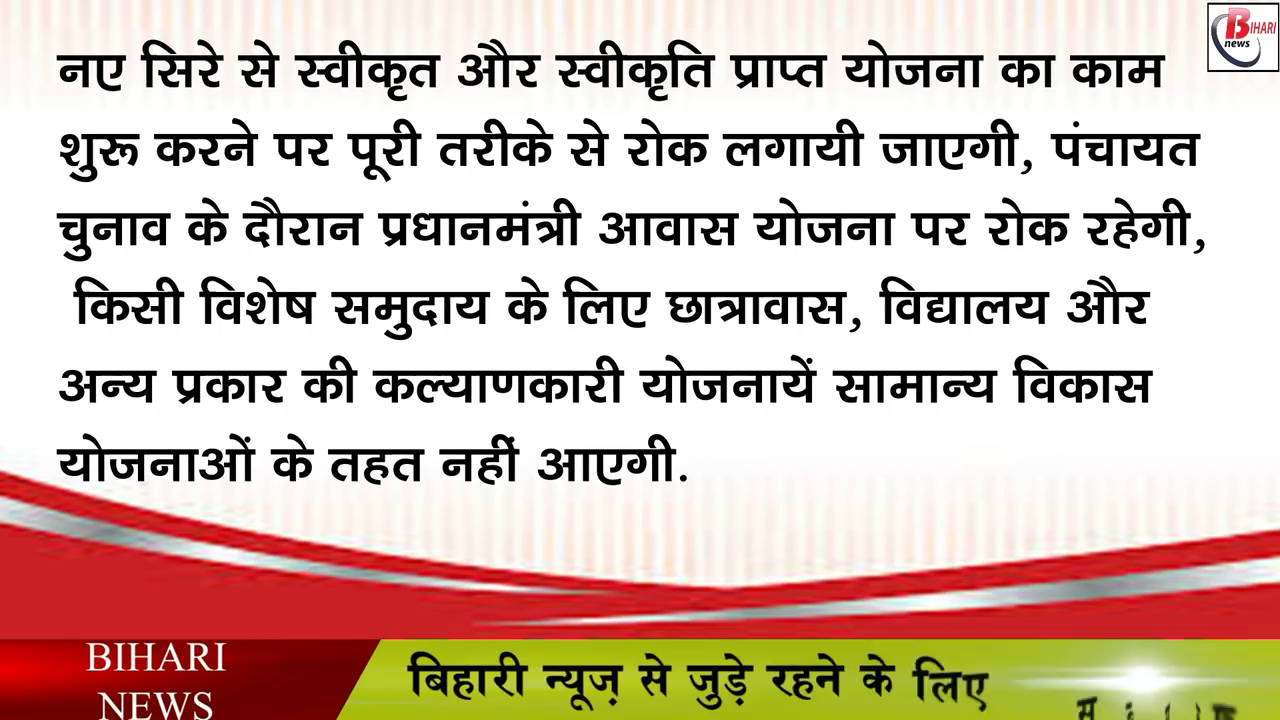 BIHARI
news
नए सिरे से स्वीकृत और स्वीकृति प्राप्त योजना का काम
शुरू करने पर पूरी तरीके से रोक लगायी जाएगी, पंचायत
चुनाव के दौरान प्रधानमंत्री आवास योजना पर रोक रहेगी,
किसी विशेष समुदाय के लिए छात्रावास, विद्यालय और
अन्य प्रकार की कल्याणकारी योजनायें सामान्य विकास
योजनाओं के तहत नहीं आएगी.
BIHARI
NEWS
बिहारी न्यूज़ से जुड़े रहने के लिए